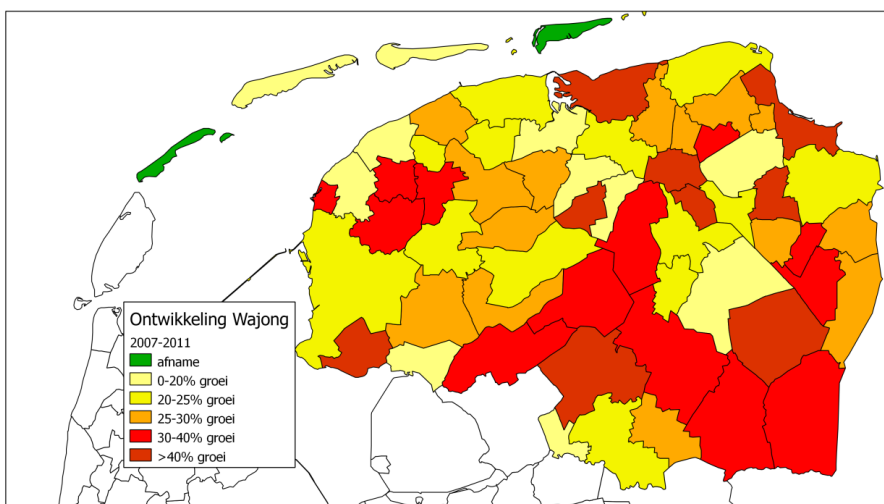 Ontwikkeling Wajong
2007-2011
afname
0-20% groei
20-25% groei
25-30% groei
30-40% groei
>40% groei